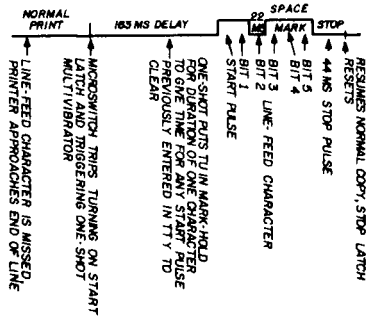 NORMAL
PRINT
163 MS DELAY
22
MS
SPACE
MARK
STOP
LINE-FEED CHARACTER IS MISSED
PRINTER APPROACHES END OF LINE
MICROSWITCH TRIPS TURNING ON START
LATCH AND TRIGGERING ONE-SHOT
MULTIVIBRATOR
ONE-SHOT PUTS TU IN MARK-HOLD
FOR DURATION OF ONE CHARACTER
TO GIVE TIME FOR ANY START PULSE
PREVIOUSLY ENTERED IN TTY TO
CLEAR
START PULSE
BIT 1
BIT 2 LINE-FEED CHARACTER
BIT 3
BIT 4
BIT 5
44 MS STOP PULSE
RESUMES NORMAL COPY, STOP LATCH
RESETS